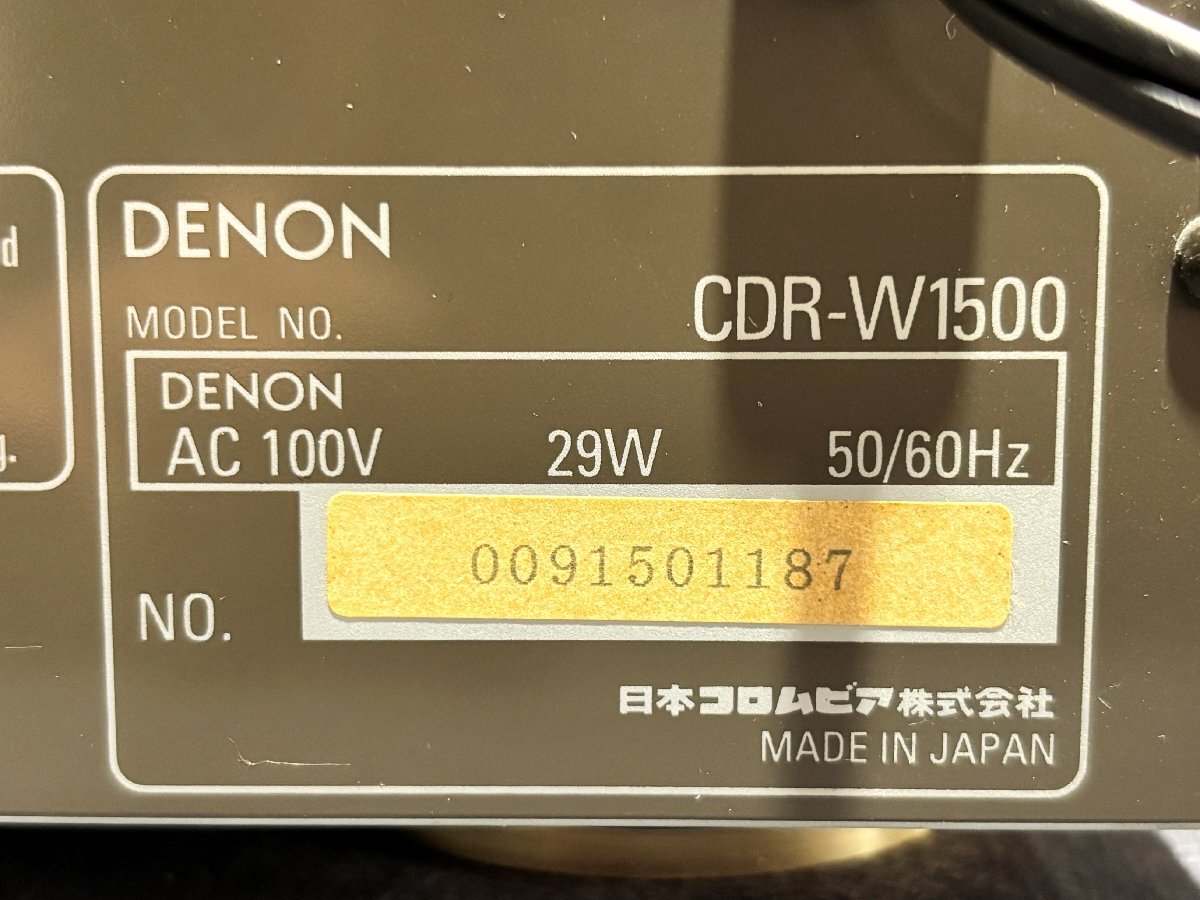 d
g.
DENON
MODEL NO. CDR-W1500
DENON
AC 100V 29W 50/60Hz
NO. 0091501187
日本コロムビア株式会社
MADE IN JAPAN